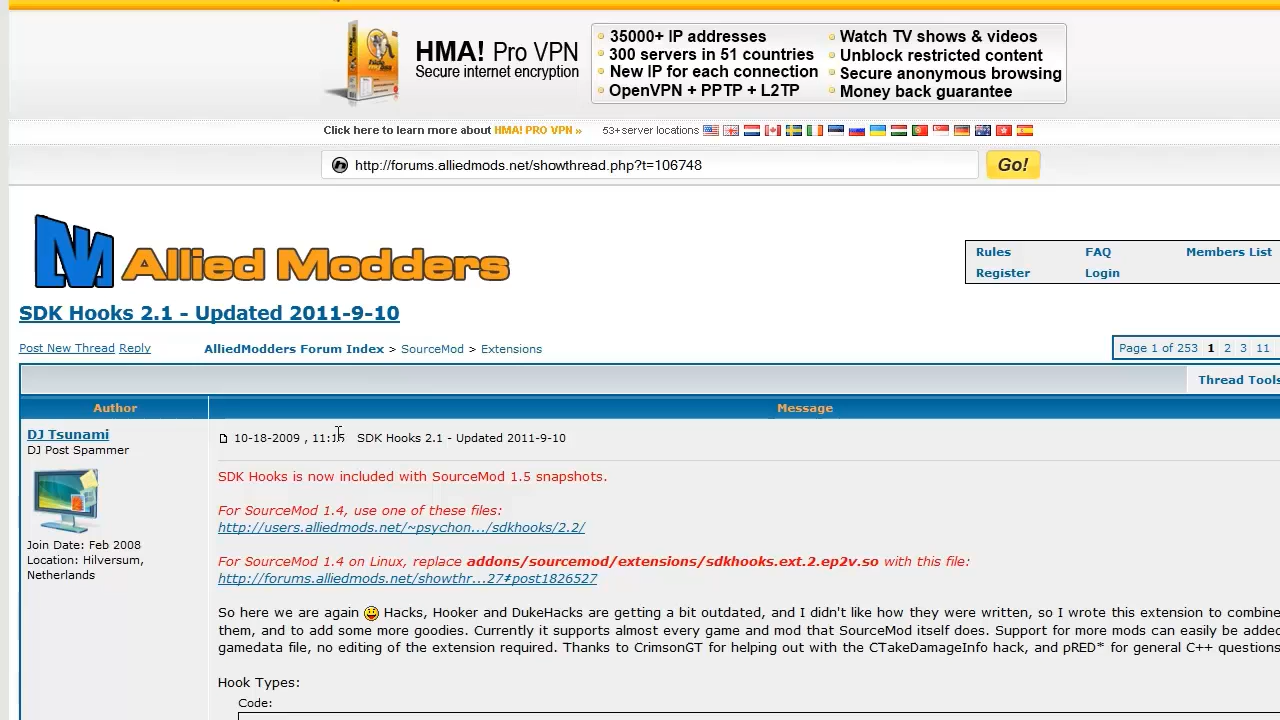 HMA! Pro VPN
Secure internet encryption
35000+ IP addresses
300 servers in 51 countries
New IP for each connection
OpenVPN + PPTP + L2TP
Watch TV shows & videos
Unblock restricted content
Secure anonymous browsing
Money back guarantee
Click here to learn more about HMA! PRO VPN »
53+server locations
http://forums.alliedmods.net/showthread.php?t=106748
Go!
Allied Modders
Rules FAQ Members List
Register Login
SDK Hooks 2.1 - Updated 2011-9-10
Post New Thread Reply
AlliedModders Forum Index > SourceMod > Extensions
Page 1 of 253 1 2 3 11
Thread Tools
Author Message
DJ Tsunami
DJ Post Spammer
Join Date: Feb 2008
Location: Hilversum,
Netherlands
10-18-2009 , 11:15 SDK Hooks 2.1 - Updated 2011-9-10
SDK Hooks is now included with SourceMod 1.5 snapshots.
For SourceMod 1.4, use one of these files:
http://users.alliedmods.net/~psychon.../sdkhooks/2.2/
For SourceMod 1.4 on Linux, replace addons/sourcemod/extensions/sdkhooks.ext.2.ep2v.so with this file:
http://forums.alliedmods.net/showthr...27#post1826527
So here we are again Hacks, Hooker and DukeHacks are getting a bit outdated, and I didn't like how they were written, so I wrote this extension to combine
them, and to add some more goodies. Currently it supports almost every game and mod that SourceMod itself does. Support for more mods can easily be added
gamedata file, no editing of the extension required. Thanks to CrimsonGT for helping out with the CTakeDamageInfo hack, and pRED* for general C++ questions
Hook Types:
Code: